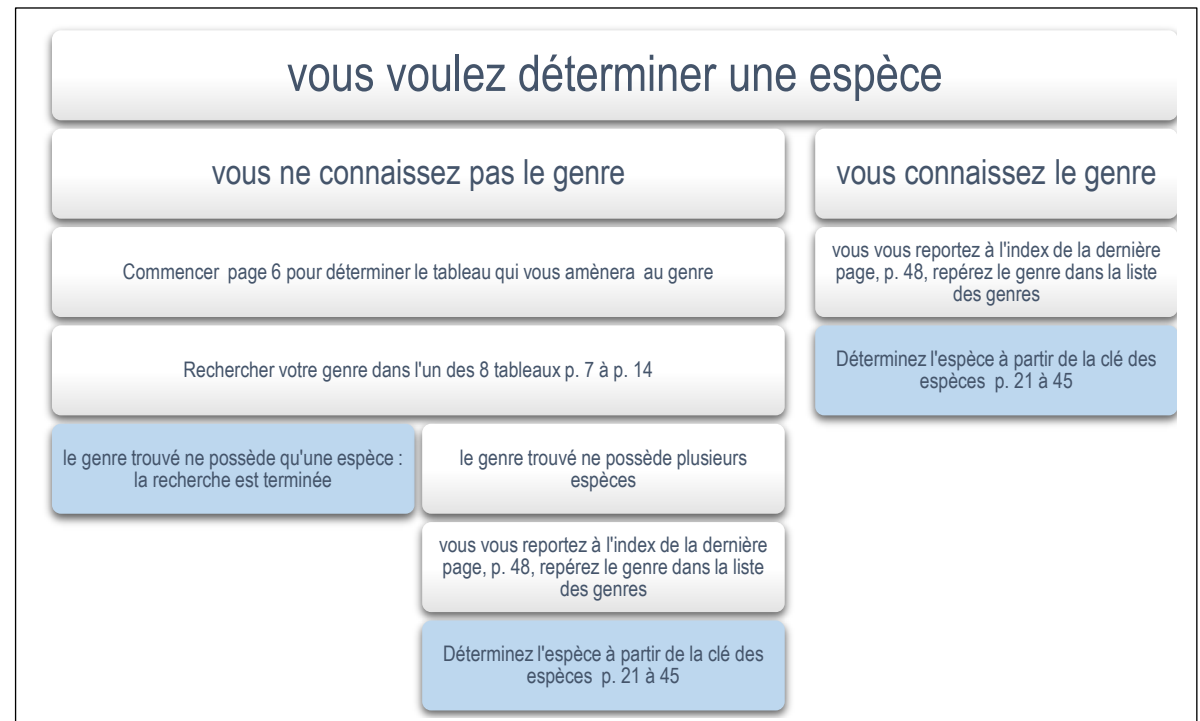 vous voulez déterminer une espèce
vous ne connaissez pas le genre
vous connaissez le genre
Commencer page 6 pour déterminer le tableau qui vous amènera au genre
vous vous reportez à l'index de la dernière
page, p. 48, repérez le genre dans la liste
des genres
Rechercher votre genre dans l'un des 8 tableaux p. 7 à p. 14
Déterminez l'espèce à partir de la clé des
espèces p. 21 à 45
le genre trouvé ne possède qu'une espèce :
la recherche est terminée
le genre trouvé ne possède plusieurs
espèces
vous vous reportez à l'index de la dernière
page, p. 48, repérez le genre dans la liste
des genres
Déterminez l'espèce à partir de la clé des
espèces p. 21 à 45